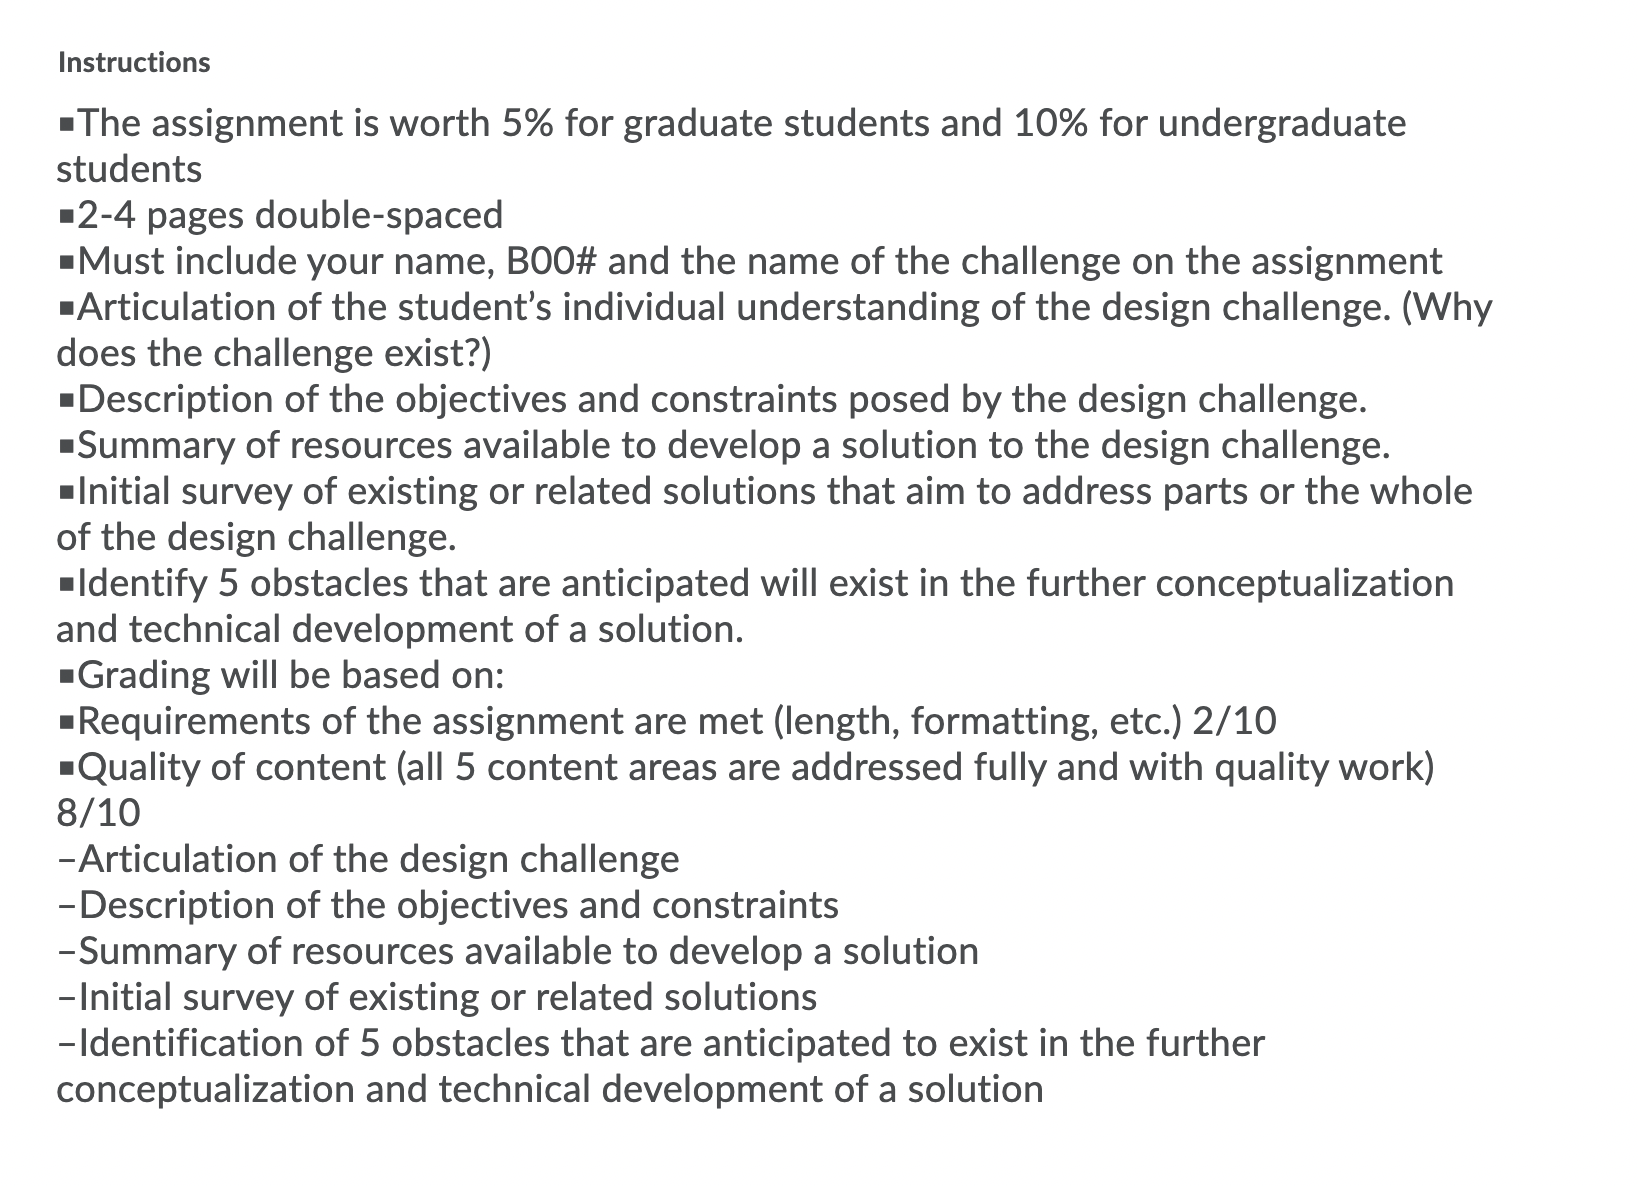 Instructions
▪The assignment is worth 5% for graduate students and 10% for undergraduate
students
▪2-4 pages double-spaced
▪Must include your name, B00# and the name of the challenge on the assignment
▪Articulation of the student’s individual understanding of the design challenge. (Why
does the challenge exist?)
▪Description of the objectives and constraints posed by the design challenge.
▪Summary of resources available to develop a solution to the design challenge.
▪Initial survey of existing or related solutions that aim to address parts or the whole
of the design challenge.
▪Identify 5 obstacles that are anticipated will exist in the further conceptualization
and technical development of a solution.
▪Grading will be based on:
▪Requirements of the assignment are met (length, formatting, etc.) 2/10
▪Quality of content (all 5 content areas are addressed fully and with quality work)
8/10
–Articulation of the design challenge
–Description of the objectives and constraints
–Summary of resources available to develop a solution
–Initial survey of existing or related solutions
–Identification of 5 obstacles that are anticipated to exist in the further
conceptualization and technical development of a solution